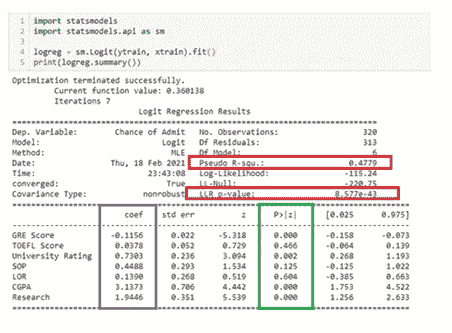 1 import statsmodels
2 import statsmodels.api as sm
3
4 logreg = sm.Logit(ytrain, xtrain).fit()
5 print(logreg.summary())
Optimization terminated successfully.
Current function value: 0.360138
Iterations 7
Logit Regression Results
Dep. Variable: Chance of Admit No. Observations: 320
Model: Logit Df Residuals: 313
Method: MLE Df Model: 6
Date: Thu, 18 Feb 2021 Pseudo R-squ.: 0.4779
Time: 23:43:08 Log-Likelihood: -115.24
converged: True LL-Null: -220.75
Covariance Type: nonrobust LLR p-value: 8.577e-43
coef std err z P>|z| [0.025 0.975]
GRE Score -0.1156 0.022 -5.318 0.000 -0.158 -0.073
TOEFL Score 0.0378 0.052 0.729 0.466 -0.064 0.139
University Rating 0.7303 0.236 3.094 0.002 0.268 1.193
SOP 0.4488 0.293 1.534 0.125 -0.125 1.022
LOR 0.1390 0.268 0.519 0.604 -0.385 0.663
CGPA 3.1373 0.706 4.442 0.000 1.753 4.522
Research 1.9446 0.351 5.539 0.000 1.256 2.633